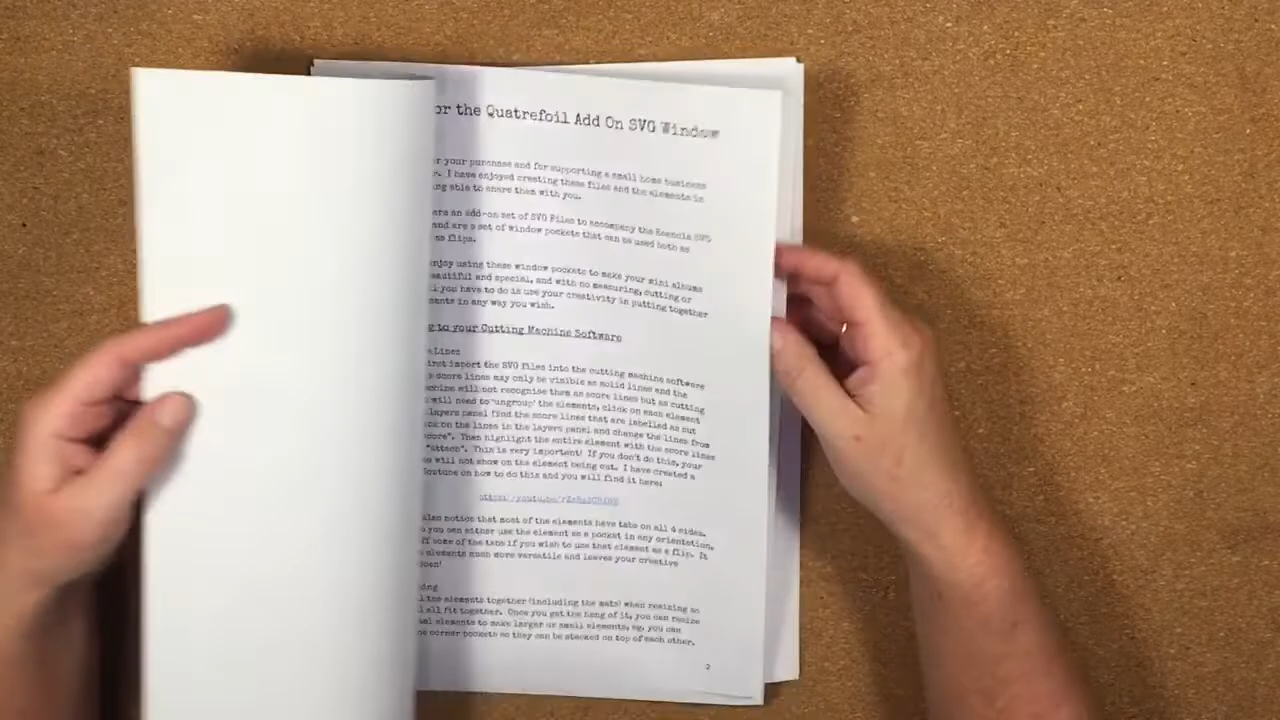 or the Quatrefoil Add On SVG Window
r your purchase and for supporting a small home business
. I have enjoyed creating these files and the elements in
ng able to share them with you.
are an add-on set of SVG Files to accompany the SVG
and are a set of window pockets that can be used both as
as flips.
enjoy using these window pockets to make your mini albums
eautiful and special, and with no measuring, cutting or
l you have to do is use your creativity in putting together
ments in any way you wish.
g to your Cutting Machine Software
Lines
irst import the SVG files into the cutting machine software
score lines may only be visible as solid lines and the
chine will not recognise them as score lines but as cutting
will need to 'ungroup' the elements, click on each element
layers panel find the score lines that are labelled as cut
on the lines in the layers panel and change the lines from
core". Then highlight the entire element with the score lines
"attach". This is very important! If you don't do this, your
will not show on the element being cut. I have created a
Youtube on how to do this and you will find it here:
also notice that most of the elements have tabs on all 4 sides.
you can either use the element as a pocket in any orientation,
ff some of the tabs if you wish to use that element as a flip. It
elements much more versatile and leaves your creative
open!
ing
l the elements together (including the mats) when resizing so
l all fit together. Once you get the hang of it, you can resize
elements to make larger or small elements, eg. you can
corner pockets so they can be stacked on top of each other.
2